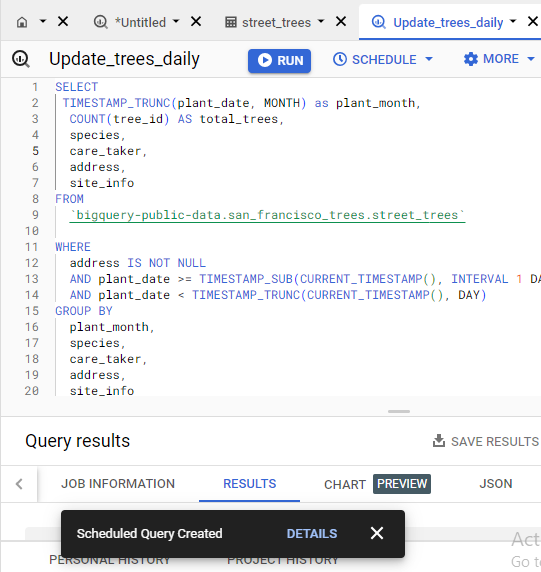 *Untitled street_trees Update_trees_daily
Update_trees_daily RUN SCHEDULE MORE
1 SELECT
2 TIMESTAMP_TRUNC(plant_date, MONTH) as plant_month,
3 COUNT(tree_id) AS total_trees,
4 species,
5 care_taker,
6 address,
7 site_info
8 FROM
9 `bigquery-public-data.san_francisco_trees.street_trees`
10
11 WHERE
12 address IS NOT NULL
13 AND plant_date >= TIMESTAMP_SUB(CURRENT_TIMESTAMP(), INTERVAL 1 DA
14 AND plant_date < TIMESTAMP_TRUNC(CURRENT_TIMESTAMP(), DAY)
15 GROUP BY
16 plant_month,
17 species,
18 care_taker,
19 address,
20 site_info
Query results SAVE RESULTS
JOB INFORMATION RESULTS CHART PREVIEW JSON
Scheduled Query Created DETAILS
Act
PERSONAL HISTORY PROJECT HISTORY Go t